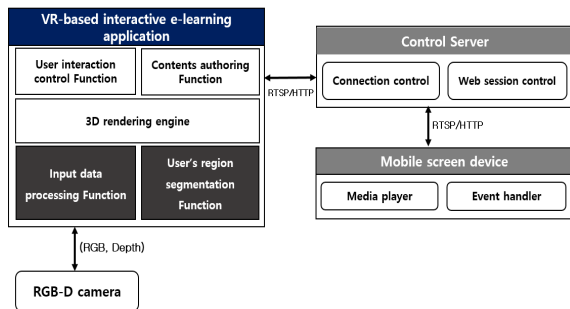 VR-based interactive e-learning
application
User interaction
control Function
Contents authoring
Function
3D rendering engine
Input data
processing Function
User's region
segmentation
Function
(RGB, Depth)
RGB-D camera
RTSP/HTTP
Control Server
Connection control
Web session control
RTSP/HTTP
Mobile screen device
Media player
Event handler